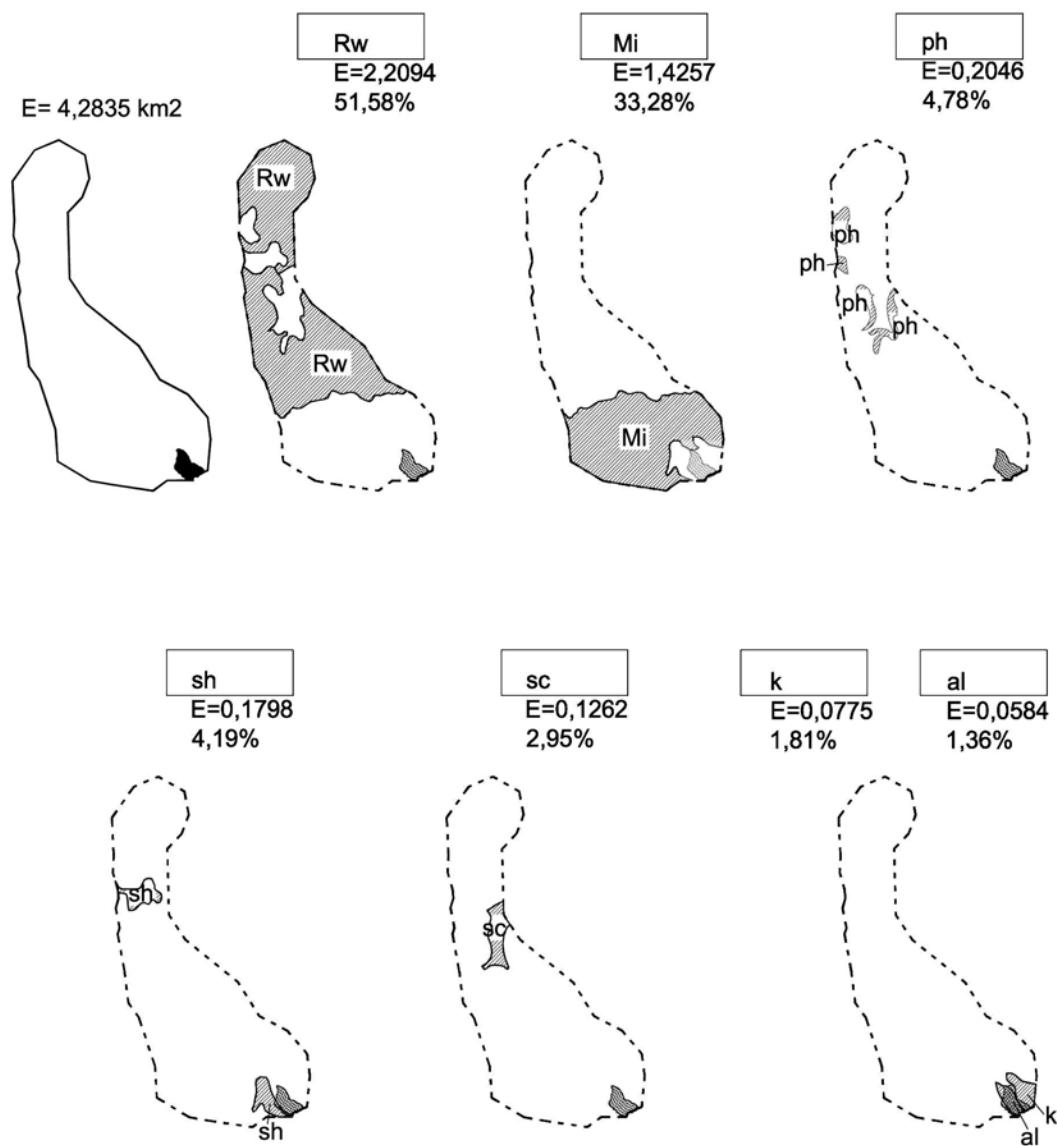 Rw
E=2,2094
51,58%
Mi
E=1,4257
33,28%
ph
E=0,2046
4,78%
E= 4,2835 km2
Rw
Rw
Mi
ph
ph
ph
ph
sh
E=0,1798
4,19%
sc
E=0,1262
2,95%
k
E=0,0775
1,81%
al
E=0,0584
1,36%
sh
sh
sc
k
al